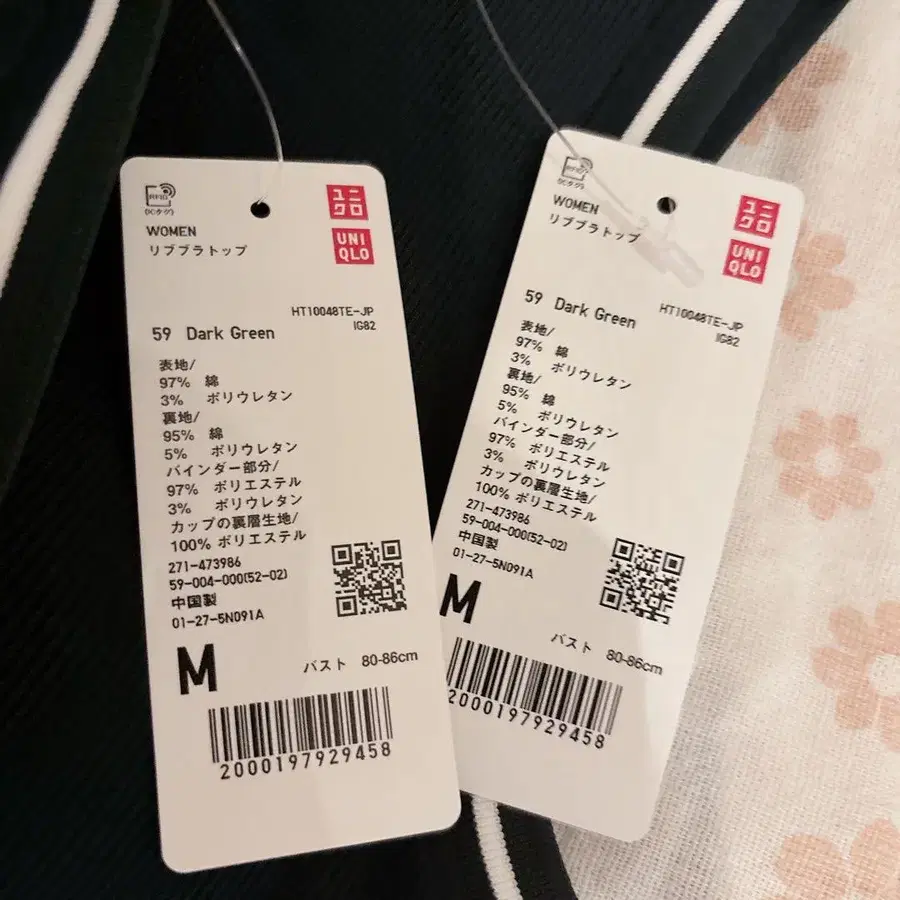 RFID
(ICタグ)
ユニ
クロ
WOMEN
リブブラトップ
UNI
QLO
HT10048TE-JP
59 Dark Green
IG82
表地/
97% 綿
3% ポリウレタン
裏地/
95% 綿
5% ポリウレタン
バインダー部分/
97% ポリエステル
3% ポリウレタン
カップの裏層生地/
100% ポリエステル
271-473986
59-004-000(52-02)
中国製
01-27-5N091A
M
バスト 80-86cm
2000197929458
RFID
(ICタグ)
ユニ
クロ
WOMEN
リブブラトップ
UNI
QLO
59 Dark Green
HT10048TE-JP
IG82
表地/
97% 綿
3% ポリウレタン
裏地/
95% 綿
5% ポリウレタン
バインダー部分/
97% ポリエステル
3% ポリウレタン
カップの裏層生地/
100% ポリエステル
271-473986
59-004-000(52-02)
中国製
01-27-5N091A
M
バスト 80-86cm
2000197929458